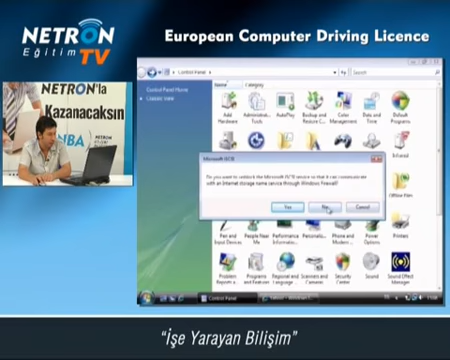 NETRON
Eğitim TV
European Computer Driving Licence
NETRON'la
Kazanacaksın
Control Panel
Search
Control Panel Home
Classic View
Name
Category
Add Hardware
Administrat... Tools
AutoPlay
Backup and Restore C...
Color Management
Date and Time
Default Programs
Microsoft iSCSI
Do you want to unblock the Microsoft iSCSI service so that it can communicate
with an Internet storage name service through Windows Firewall?
Yes
No
Cancel
Infrared
Offline Files
Pen and Input Devices
People Near Me
Performance Informatio...
Personaliz...
Phone and Modem ...
Power Options
Printers
Problem Reports a...
Programs and Features
Regional and Language ...
Scanners and Cameras
Security Center
Sound
Sound Effect Manager
Control Panel
“İşe Yarayan Bilişim”